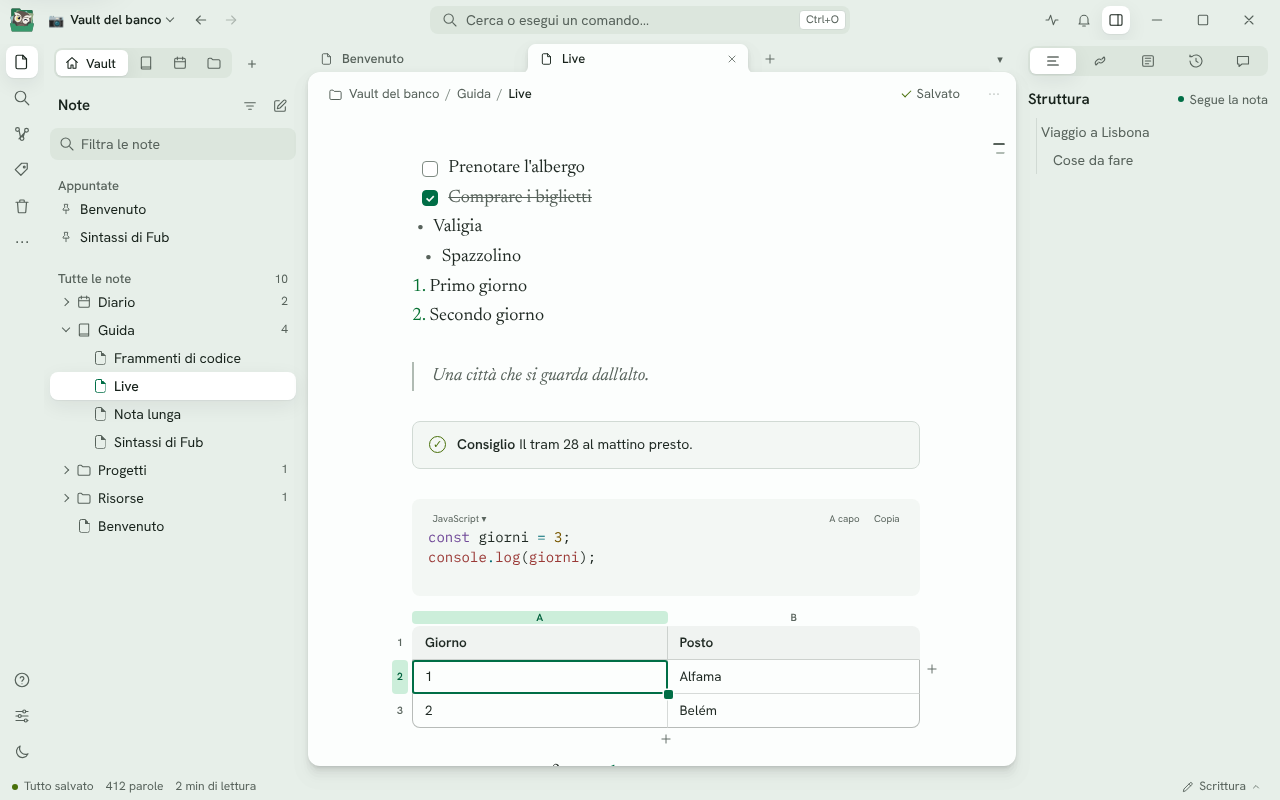 Vault del banco
Cerca o esegui un comando...
Ctrl+O
Vault
Note
Filtra le note
Appuntate
Benvenuto
Sintassi di Fub
Tutte le note 10
Diario 2
Guida 4
Frammenti di codice
Live
Nota lunga
Sintassi di Fub
Progetti 1
Risorse 1
Benvenuto
Tutto salvato 412 parole 2 min di lettura
Benvenuto
Live
Vault del banco / Guida / Live
Salvato
Prenotare l'albergo
Comprare i biglietti
• Valigia
• Spazzolino
1. Primo giorno
2. Secondo giorno
Una città che si guarda dall'alto.
Consiglio Il tram 28 al mattino presto.
JavaScript ▾ A capo Copia
const giorni = 3;
console.log(giorni);
A B
1 Giorno Posto
2 1 Alfama
3 2 Belém
Struttura Segue la nota
Viaggio a Lisbona
Cose da fare
Scrittura